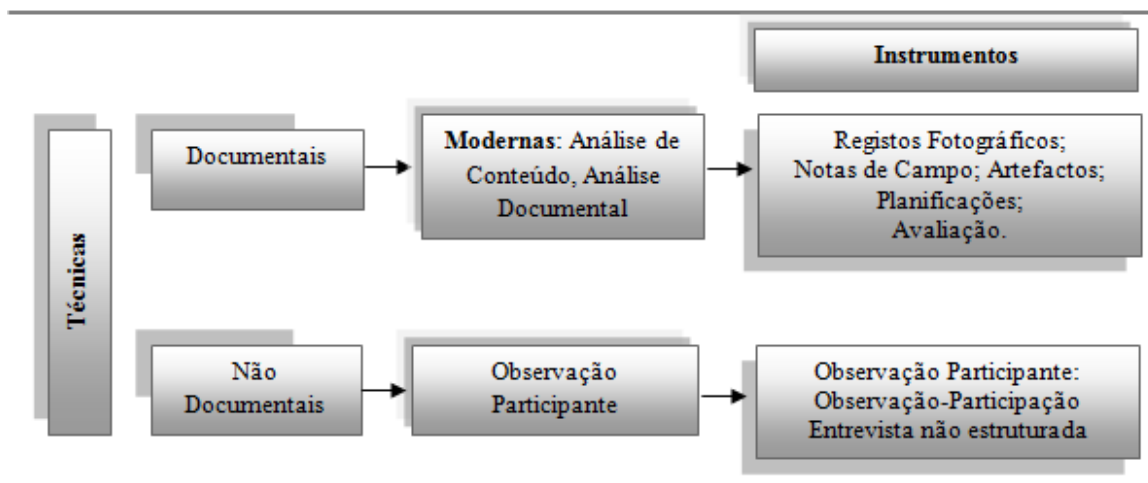 Instrumentos
Técnicas
Documentais
Modernas: Análise de
Conteúdo, Análise
Documental
Registos Fotográficos;
Notas de Campo; Artefactos;
Planificações;
Avaliação.
Não
Documentais
Observação
Participante
Observação Participante:
Observação-Participação
Entrevista não estruturada